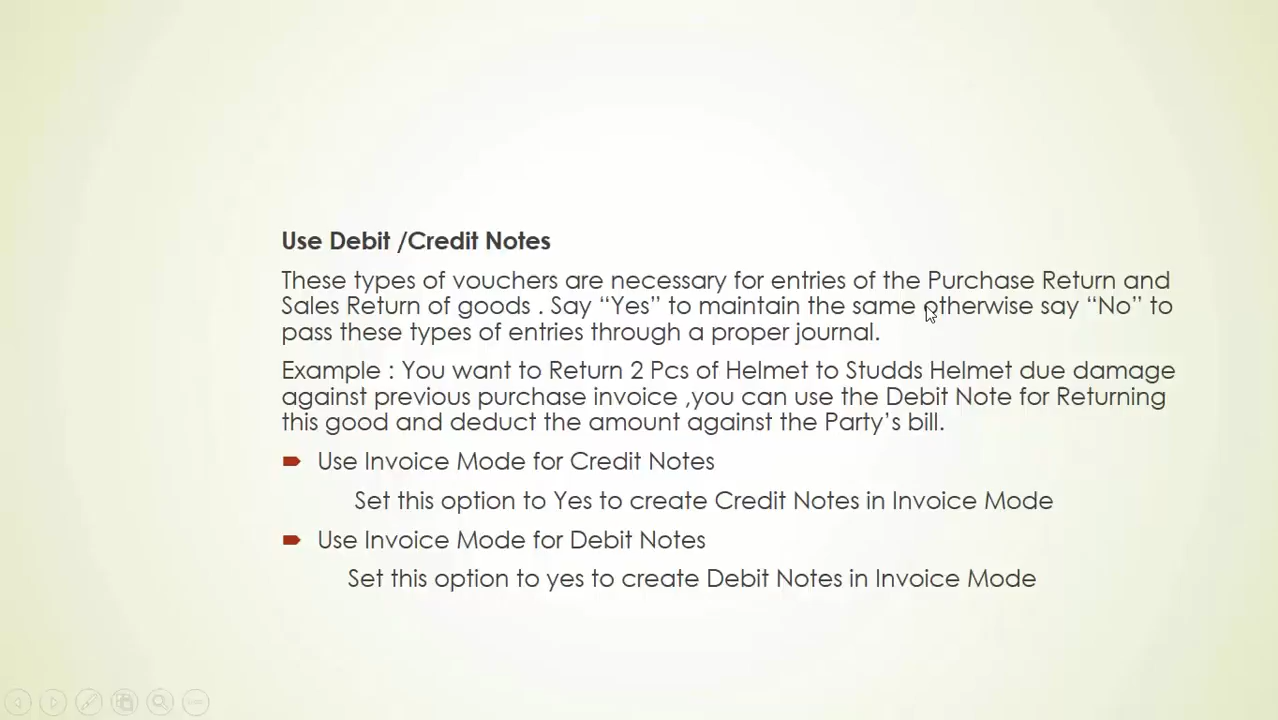 Use Debit /Credit Notes
These types of vouchers are necessary for entries of the Purchase Return and
Sales Return of goods . Say “Yes” to maintain the same otherwise say “No” to
pass these types of entries through a proper journal.
Example : You want to Return 2 Pcs of Helmet to Studds Helmet due damage
against previous purchase invoice ,you can use the Debit Note for Returning
this good and deduct the amount against the Party’s bill.
Use Invoice Mode for Credit Notes
Set this option to Yes to create Credit Notes in Invoice Mode
Use Invoice Mode for Debit Notes
Set this option to yes to create Debit Notes in Invoice Mode